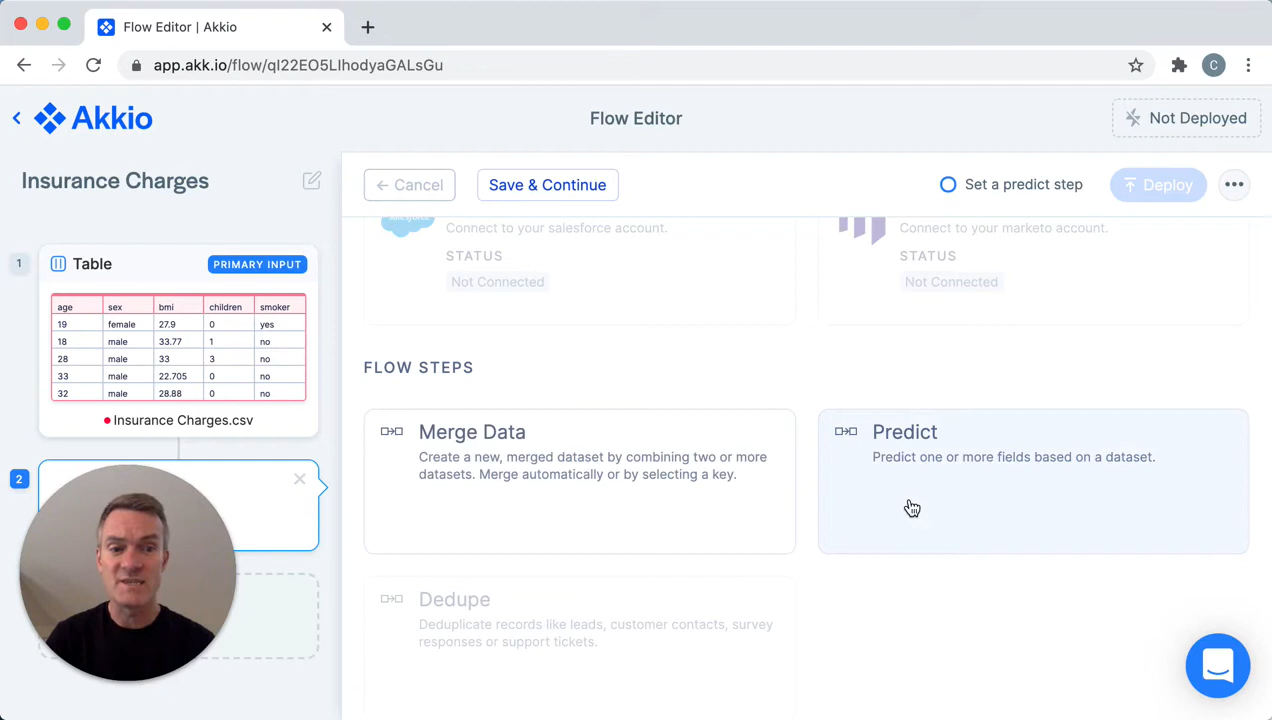 Flow Editor | Akkio
app.akk.io/flow/qI22EO5LIhodyaGALsGu
C
Akkio
Flow Editor
Not Deployed
Insurance Charges
← Cancel
Save & Continue
Set a predict step
Deploy
Connect to your salesforce account.
STATUS
Not Connected
Connect to your marketo account.
STATUS
Not Connected
1
Table
PRIMARY INPUT
age sex bmi children smoker
19 female 27.9 0 yes
18 male 33.77 1 no
28 male 33 3 no
33 male 22.705 0 no
32 male 28.88 0 no
Insurance Charges.csv
2
FLOW STEPS
Merge Data
Create a new, merged dataset by combining two or more
datasets. Merge automatically or by selecting a key.
Predict
Predict one or more fields based on a dataset.
Dedupe
Deduplicate records like leads, customer contacts, survey
responses or support tickets.